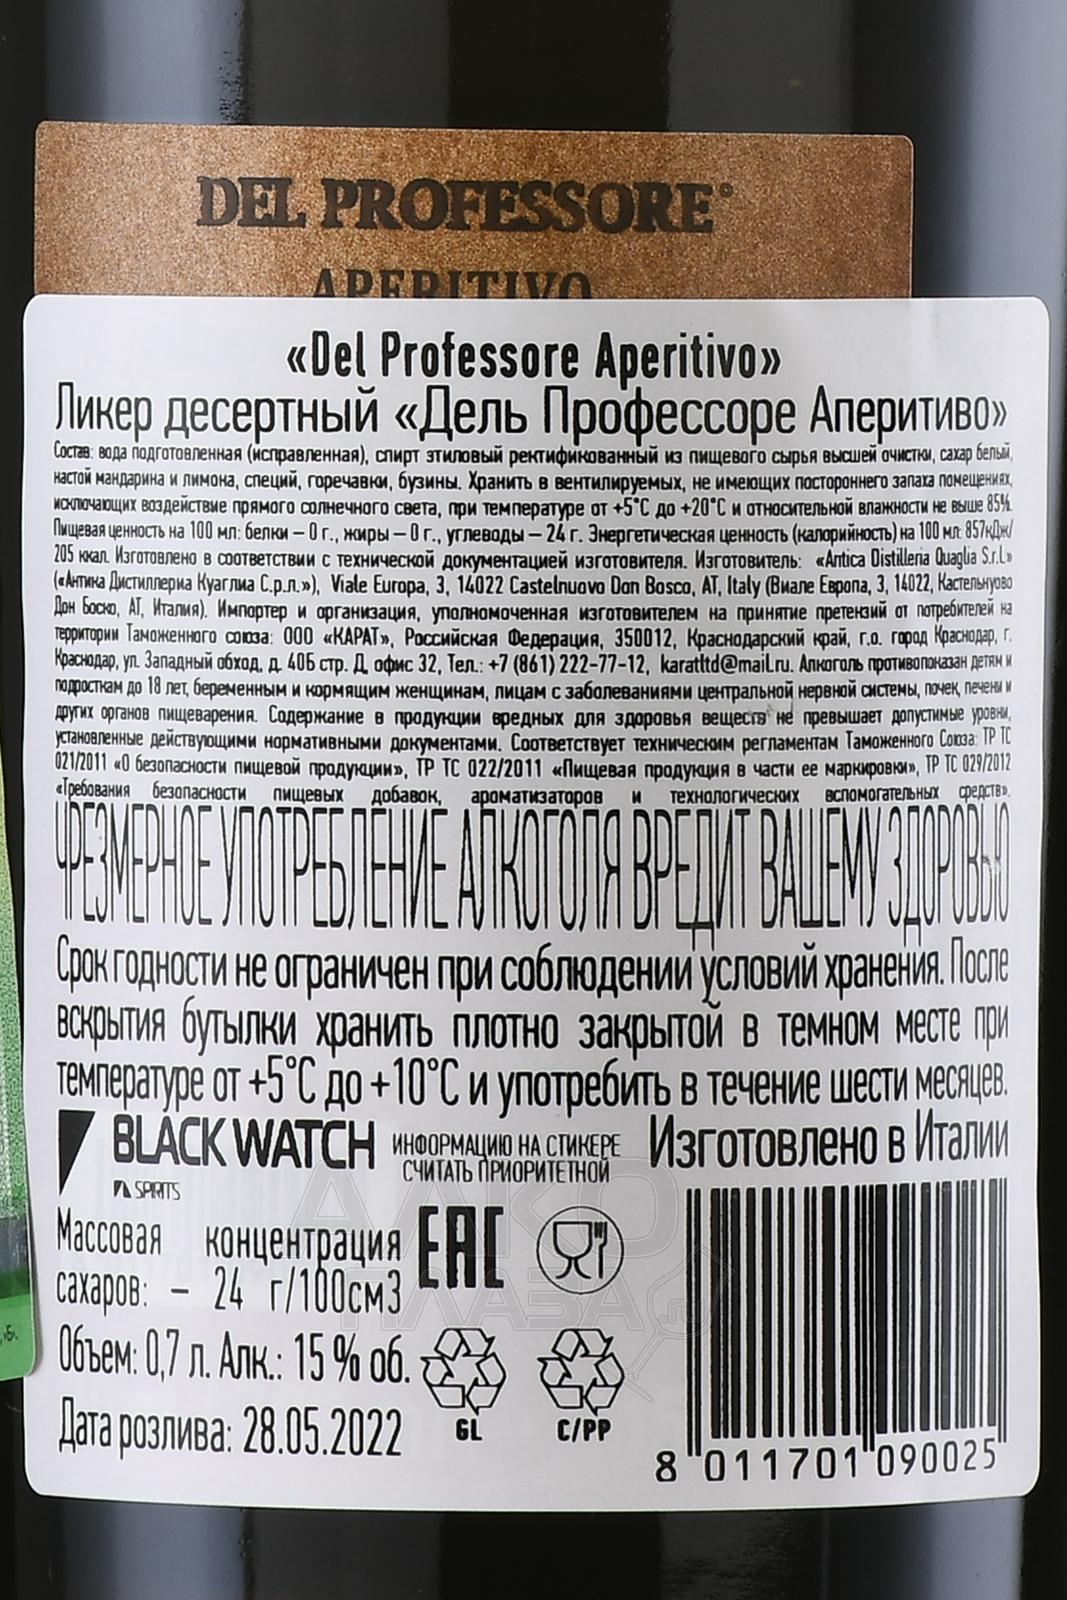 DEL PROFESSORE®
APERITIVO
«Del Professore Aperitivo»
Ликер десертный «Дель Профессоре Аперитиво»
Состав: вода подготовленная (исправленная), спирт этиловый ректификованный из пищевого сырья высшей очистки, сахар белый,
настой мандарина и лимона, специй, горечавки, бузины. Хранить в вентилируемых, не имеющих постороннего запаха помещениях,
исключающих воздействие прямого солнечного света, при температуре от +5°С до +20°С и относительной влажности не выше 85%.
Пищевая ценность на 100 мл: белки – 0 г., жиры – 0 г., углеводы – 24 г. Энергетическая ценность (калорийность) на 100 мл: 857кДж/
205 ккал. Изготовлено в соответствии с технической документацией изготовителя. Изготовитель: «Antica Distilleria Quaglia S.r.L»
(«Антика Дистиллериа Куаглиа С.р.л.»), Viale Europa, 3, 14022 Castelnuovo Don Bosco, AT, Italy (Виале Европа, 3, 14022, Кастельнуово
Дон Боско, АТ, Италия). Импортер и организация, уполномоченная изготовителем на принятие претензий от потребителей на
территории Таможенного союза: ООО «КАРАТ», Российская Федерация, 350012, Краснодарский край, г.о. город Краснодар, г.
Краснодар, ул. Западный обход, д. 40Б стр. Д, офис 32, Тел.: +7 (861) 222-77-12, karatltd@mail.ru. Алкоголь противопоказан детям и
подросткам до 18 лет, беременным и кормящим женщинам, лицам с заболеваниями центральной нервной системы, почек, печени и
других органов пищеварения. Содержание в продукции вредных для здоровья веществ не превышает допустимые уровни,
установленные действующими нормативными документами. Соответствует техническим регламентам Таможенного Союза: ТР ТС
021/2011 «О безопасности пищевой продукции», ТР ТС 022/2011 «Пищевая продукция в части ее маркировки», ТР ТС 029/2012
«Требования безопасности пищевых добавок, ароматизаторов и технологических вспомогательных средств».
ЧРЕЗМЕРНОЕ УПОТРЕБЛЕНИЕ АЛКОГОЛЯ ВРЕДИТ ВАШЕМУ ЗДОРОВЬЮ
Срок годности не ограничен при соблюдении условий хранения. После
вскрытия бутылки хранить плотно закрытой в темном месте при
температуре от +5°С до +10°С и употребить в течение шести месяцев.
BLACK WATCH
SPIRITS
ИНФОРМАЦИЮ НА СТИКЕРЕ
СЧИТАТЬ ПРИОРИТЕТНОЙ
Изготовлено в Италии
Массовая концентрация
сахаров: – 24 г/100см3
EAC
Объем: 0,7 л. Алк.: 15 % об.
GL
C/PP
Дата розлива: 28.05.2022
8 011701 090025
АЛКО
ПЛАЗА.ru
«Б».